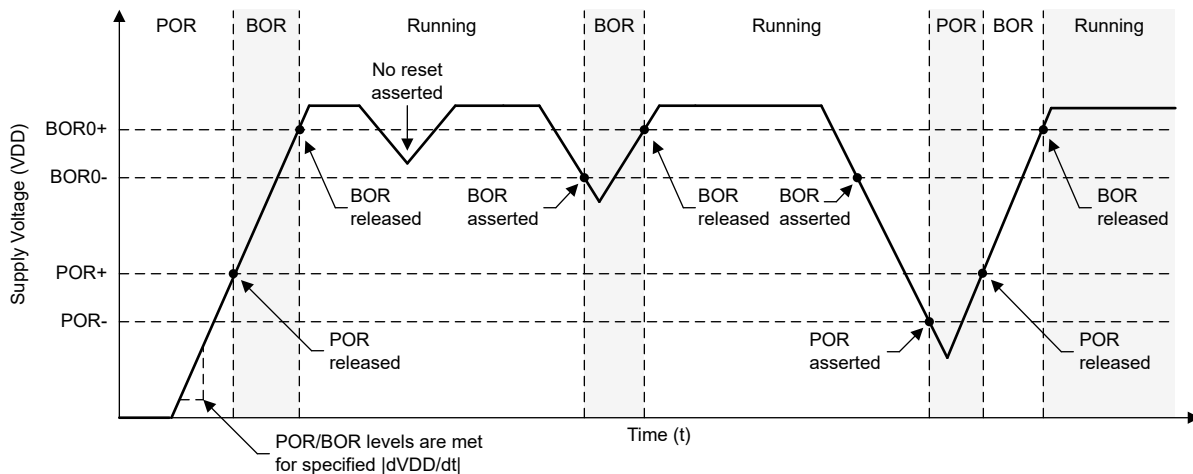 POR
BOR
Running
BOR
Running
POR
BOR
Running
No reset
asserted
BOR0+
BOR0-
BOR
released
BOR
asserted
BOR
released
BOR
asserted
BOR
released
Supply Voltage (VDD)
POR+
POR-
POR
released
POR
asserted
POR
released
POR/BOR levels are met
for specified |dVDD/dt|
Time (t)